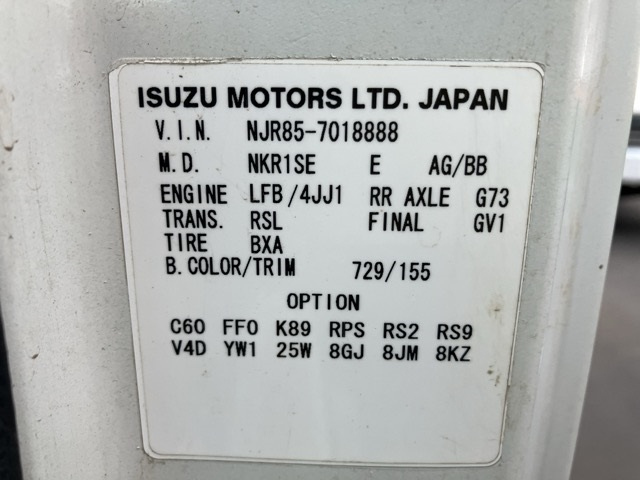 ISUZU MOTORS LTD. JAPAN
V.I.N. NJR85-7018888
M.D. NKR1SE E AG/BB
ENGINE LFB/4JJ1 RR AXLE G73
TRANS. RSL FINAL GV1
TIRE BXA
B.COLOR/TRIM 729/155
OPTION
C60 FF0 K89 RPS RS2 RS9
V4D YW1 25W 8GJ 8JM 8KZ